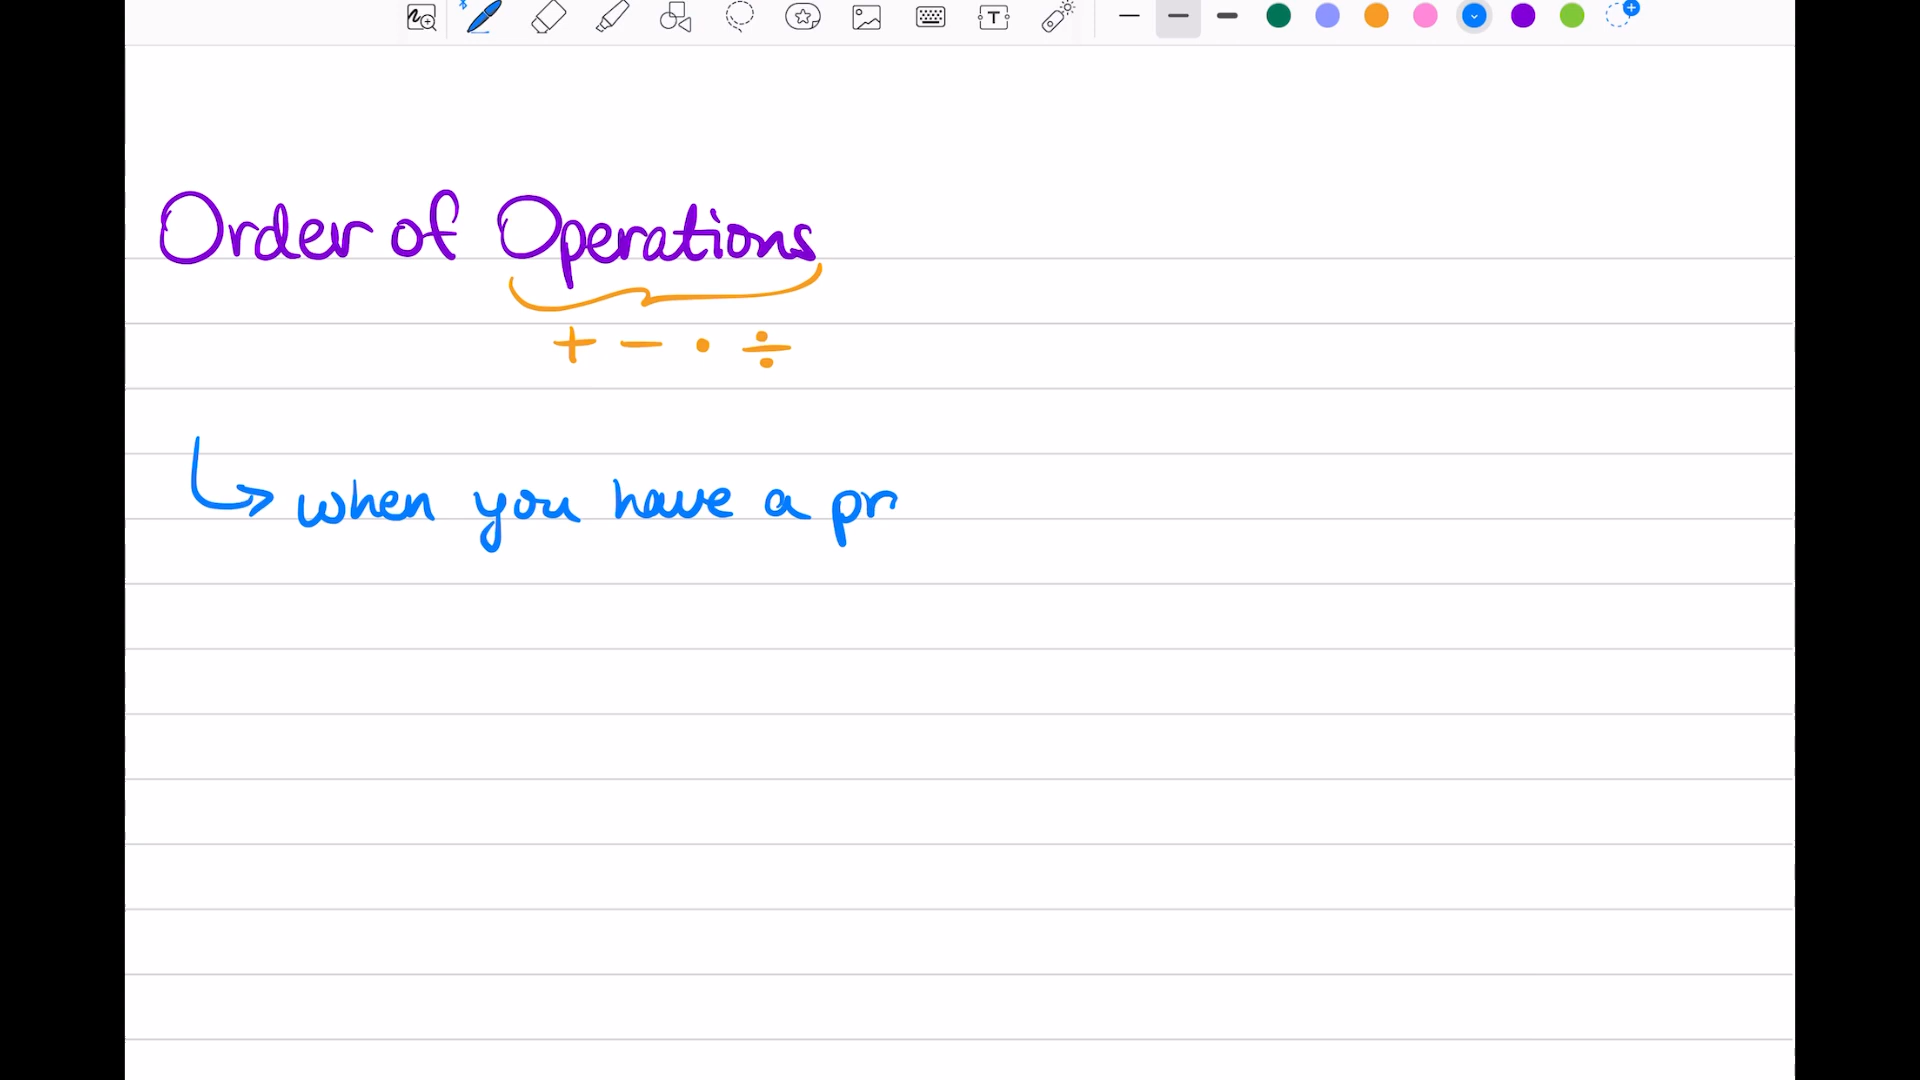 Order of Operations
+ − · ÷
↳ when you have a pr